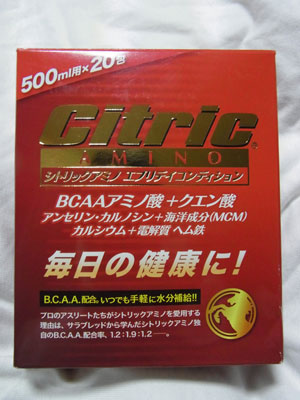 500ml用×20包
Citric
AMINO
シトリックアミノ エブリディコンディション
BCAAアミノ酸＋クエン酸
アンセリン・カルノシン＋海洋成分(MCM)
カルシウム＋電解質 ヘム鉄
毎日の健康に!
B.C.A.A.配合。いつでも手軽に水分補給!!
プロのアスリートたちがシトリックアミノを愛用する
理由は、サラブレッドから学んだシトリックアミノ独
自のB.C.A.A.配合率、1.2:1.9:1.2―。